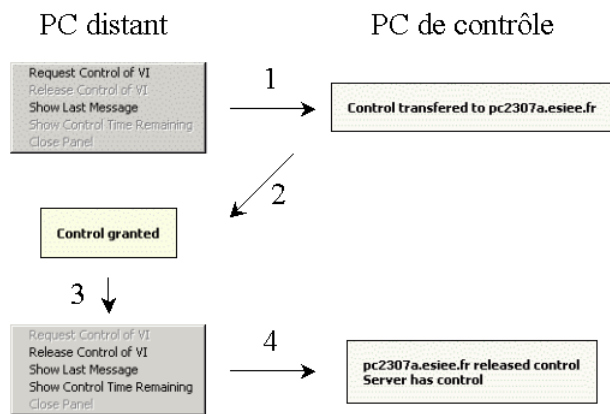 PC distant
PC de contrôle
Request Control of VI
Release Control of VI
Show Last Message
Show Control Time Remaining
Close Panel
1
Control transfered to pc2307a.esiee.fr
2
Control granted
3
Request Control of VI
Release Control of VI
Show Last Message
Show Control Time Remaining
Close Panel
4
pc2307a.esiee.fr released control
Server has control